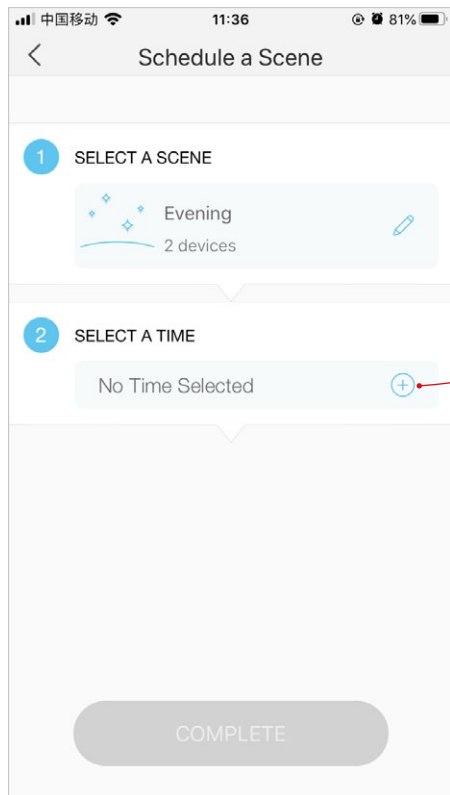 中国移动 11:36 81%
Schedule a Scene
1 SELECT A SCENE
Evening
2 devices
2 SELECT A TIME
No Time Selected
COMPLETE